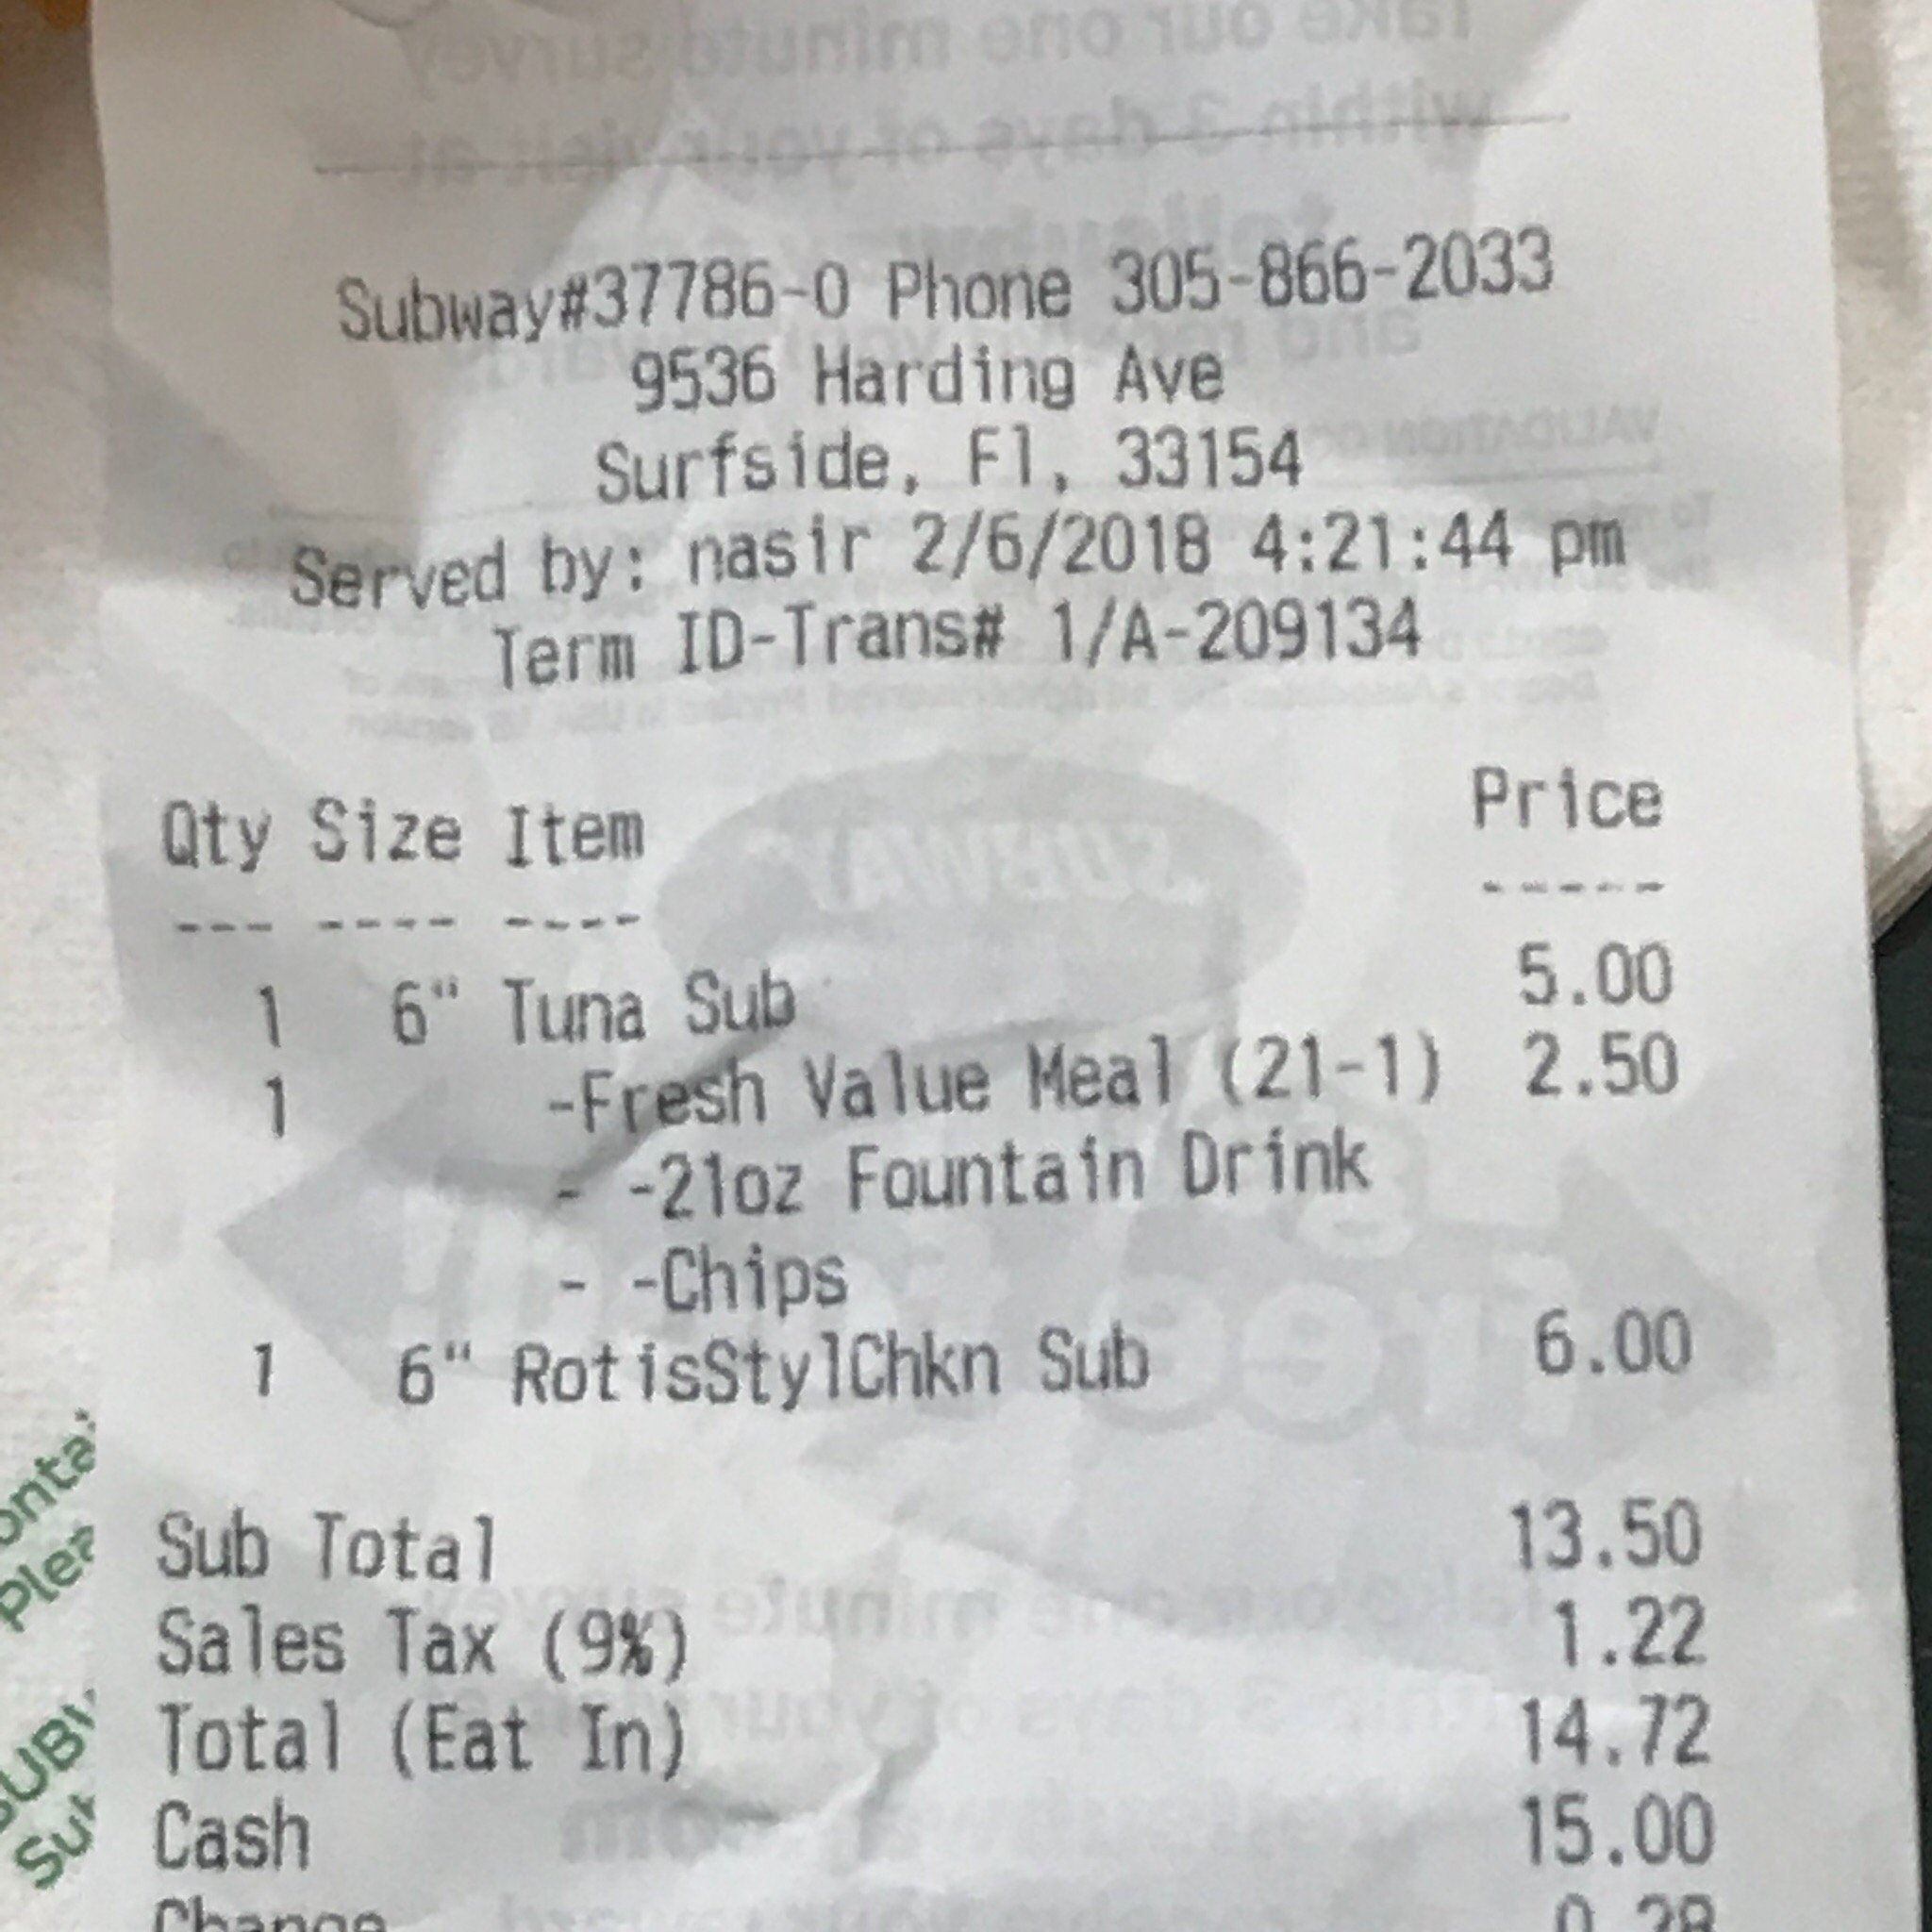 Subway#37786-0 Phone 305-866-2033
9536 Harding Ave
Surfside, Fl, 33154
Served by: nasir 2/6/2018 4:21:44 pm
Term ID-Trans# 1/A-209134
Qty Size Item Price
--- ---- ---- -----
1 6" Tuna Sub 5.00
1 -Fresh Value Meal (21-1) 2.50
- -21oz Fountain Drink
- -Chips
1 6" RotisStylChkn Sub 6.00
Sub Total 13.50
Sales Tax (9%) 1.22
Total (Eat In) 14.72
Cash 15.00
Change 0.28